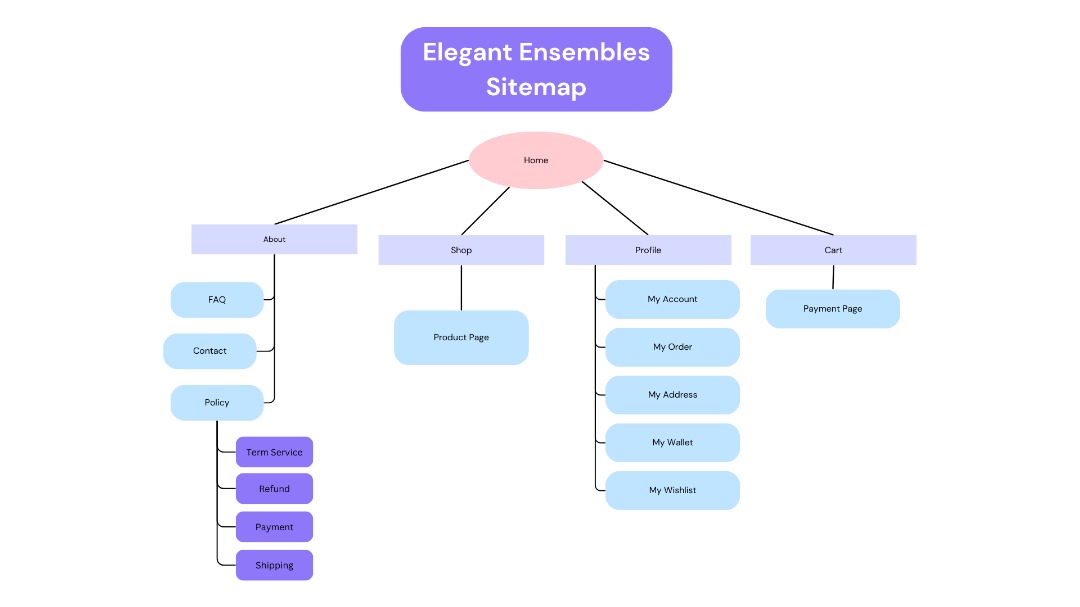 Elegant Ensembles
Sitemap
Home
About
Shop
Profile
Cart
FAQ
Contact
Policy
Term Service
Refund
Payment
Shipping
Product Page
My Account
My Order
My Address
My Wallet
My Wishlist
Payment Page